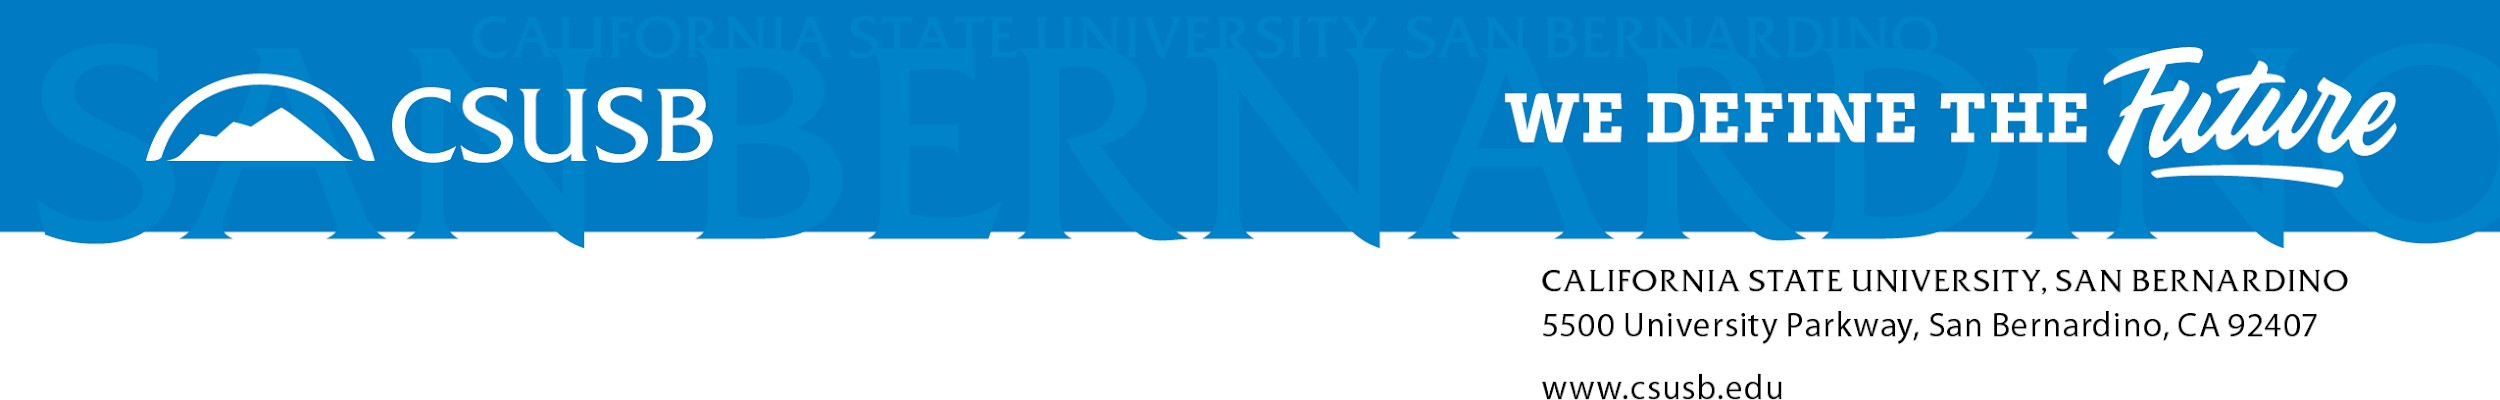 CALIFORNIA STATE UNIVERSITY SAN BERNARDINO
SAN BERNARDINO
CSUSB
WE DEFINE THE Future
CALIFORNIA STATE UNIVERSITY, SAN BERNARDINO
5500 University Parkway, San Bernardino, CA 92407
www.csusb.edu